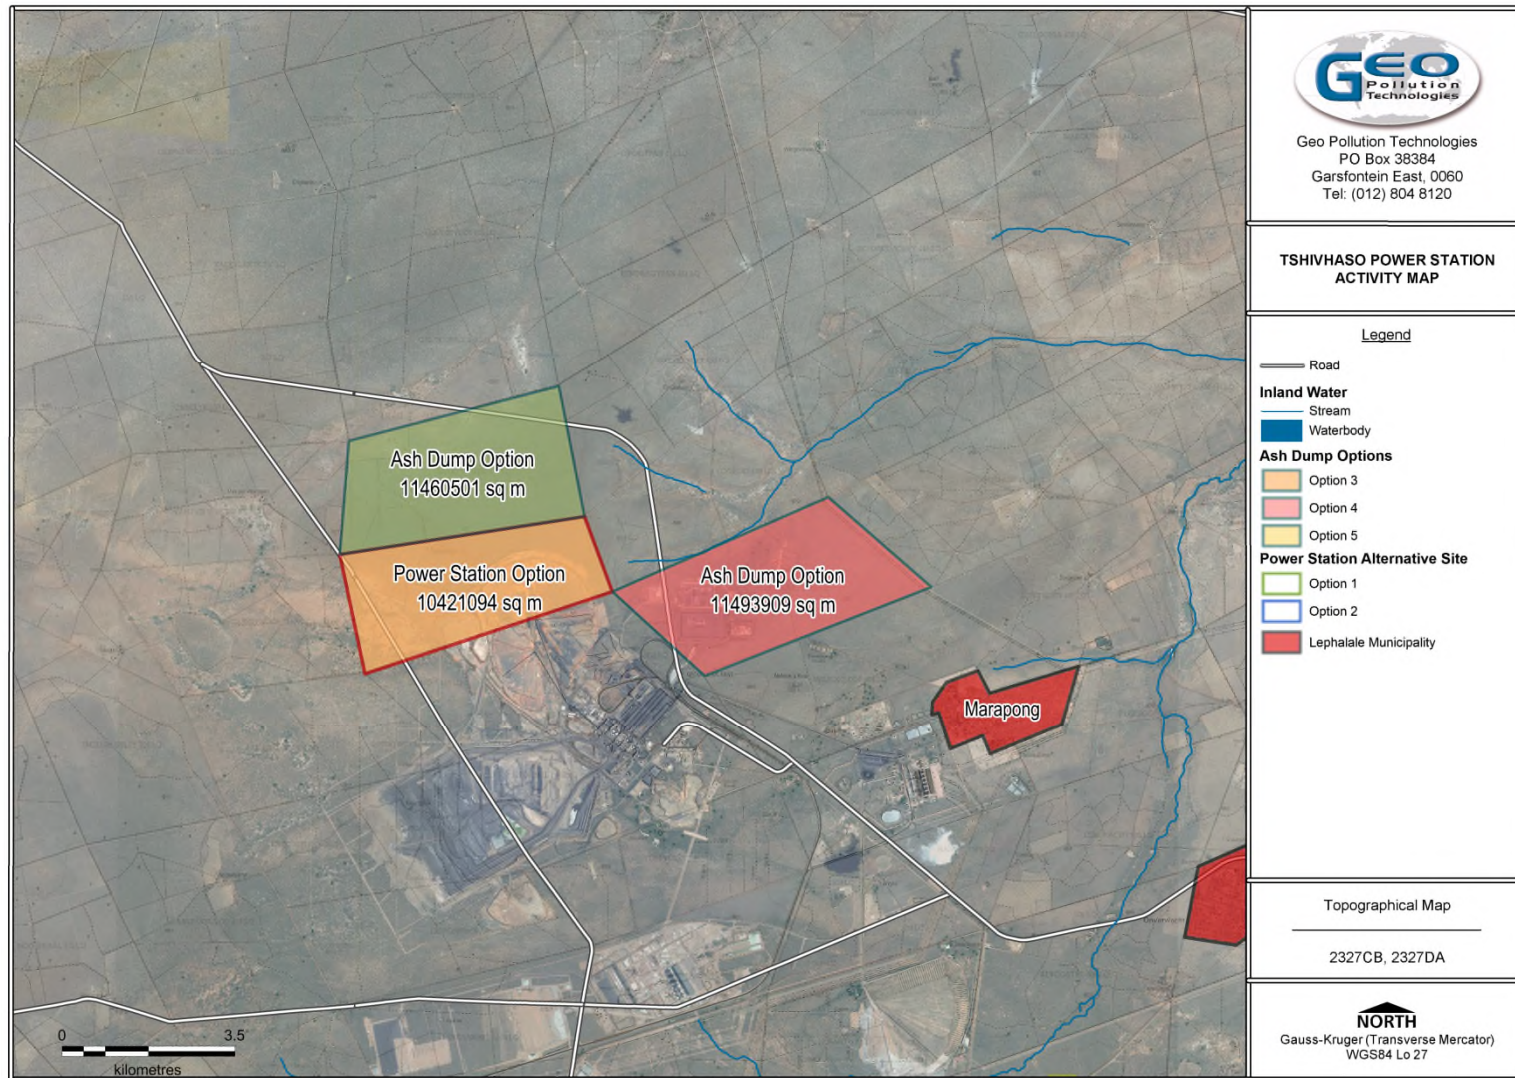 Ash Dump Option
11460501 sq m
Power Station Option
10421094 sq m
Ash Dump Option
11493909 sq m
Marapong
0 3.5
kilometres
GEO
Pollution
Technologies
Geo Pollution Technologies
PO Box 38384
Garsfontein East, 0060
Tel: (012) 804 8120
TSHIVHASO POWER STATION
ACTIVITY MAP
Legend
Road
Inland Water
Stream
Waterbody
Ash Dump Options
Option 3
Option 4
Option 5
Power Station Alternative Site
Option 1
Option 2
Lephalale Municipality
Topographical Map
2327CB, 2327DA
NORTH
Gauss-Kruger (Transverse Mercator)
WGS84 Lo 27